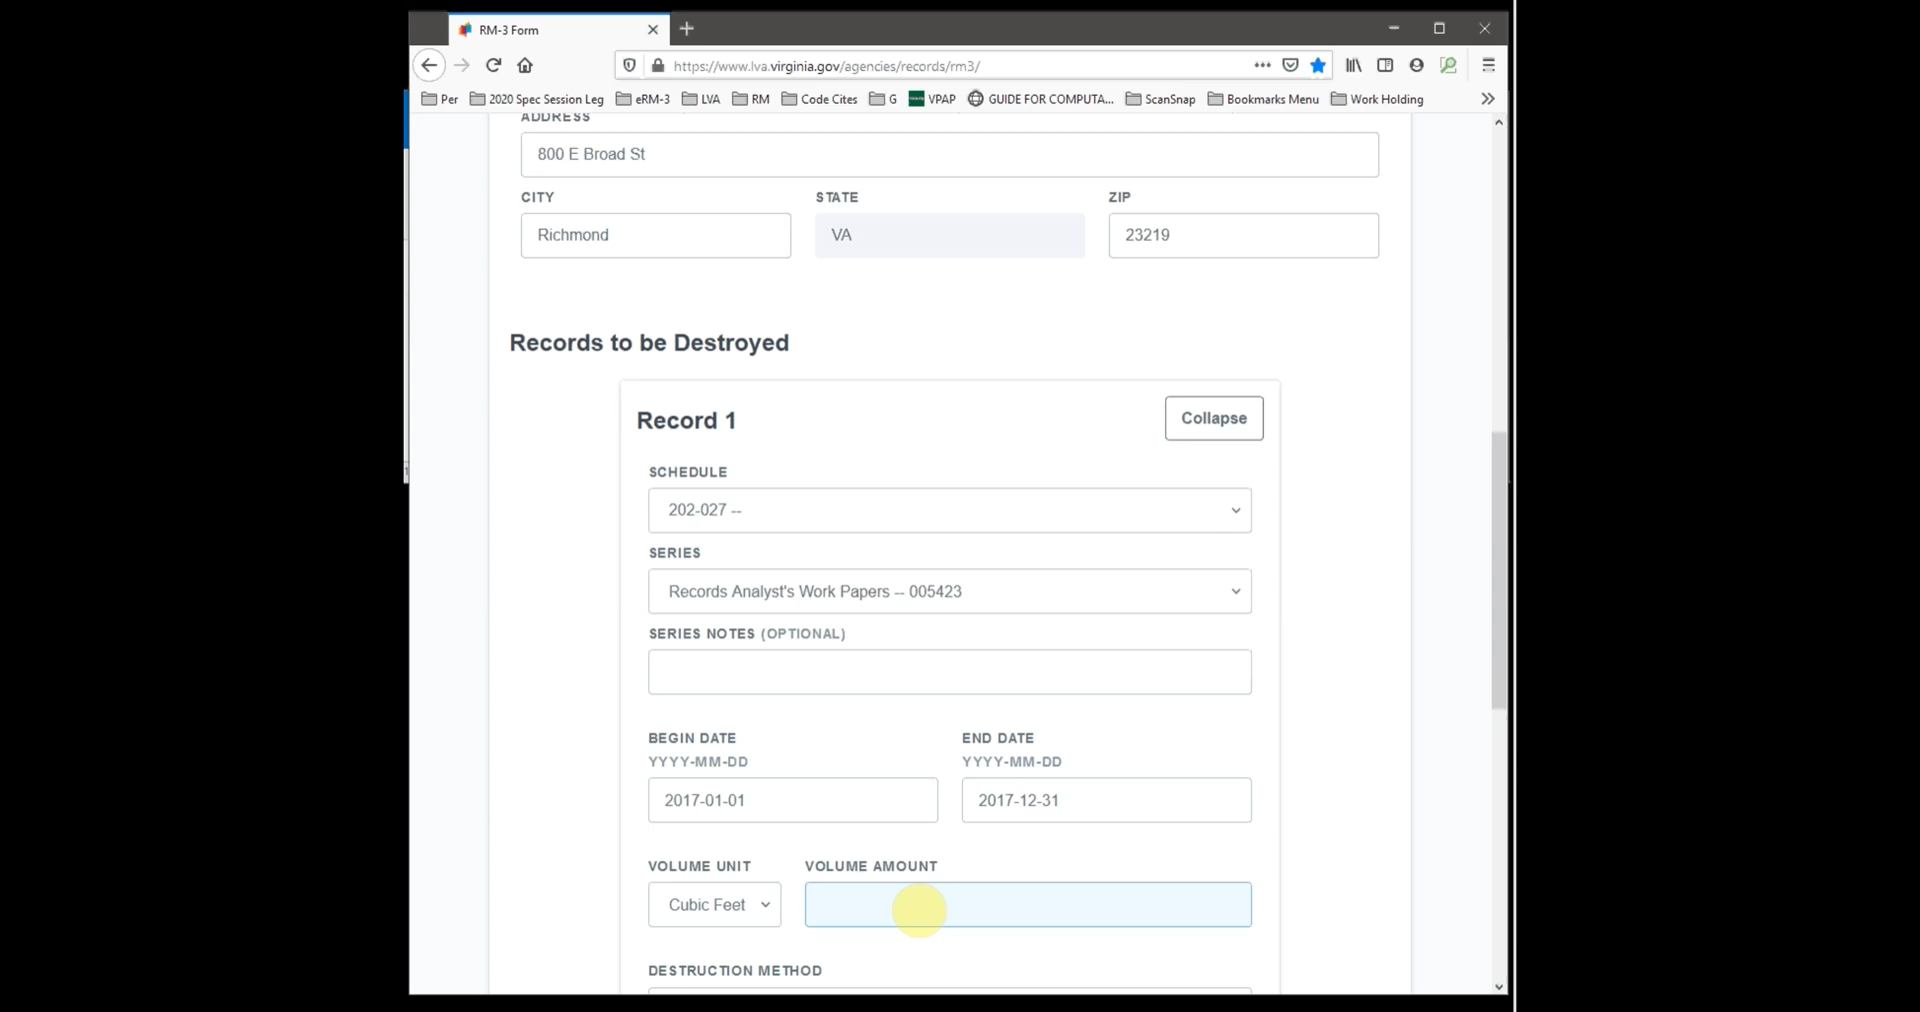 RM-3 Form
https://www.lva.virginia.gov/agencies/records/rm3/
Per 2020 Spec Session Leg eRM-3 LVA RM Code Cites G VPAP GUIDE FOR COMPUTA... ScanSnap Bookmarks Menu Work Holding
ADDRESS
800 E Broad St
CITY STATE ZIP
Richmond VA 23219
Records to be Destroyed
Record 1 Collapse
SCHEDULE
202-027 --
SERIES
Records Analyst's Work Papers -- 005423
SERIES NOTES (OPTIONAL)
BEGIN DATE END DATE
YYYY-MM-DD YYYY-MM-DD
2017-01-01 2017-12-31
VOLUME UNIT VOLUME AMOUNT
Cubic Feet
DESTRUCTION METHOD